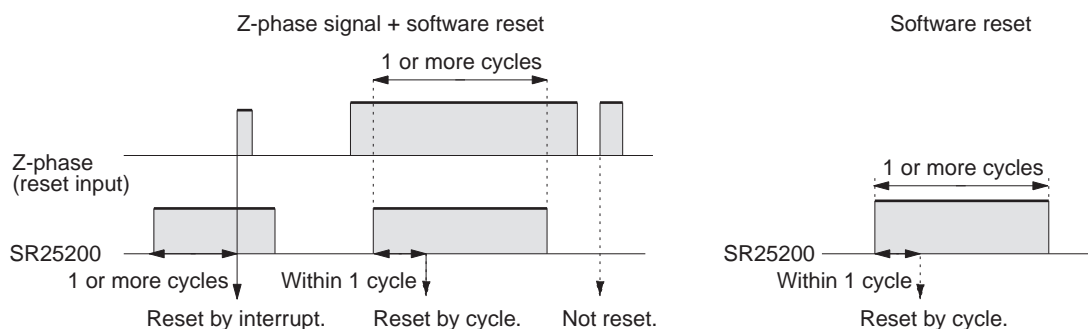 Z-phase signal + software reset
1 or more cycles
Z-phase
(reset input)
SR25200
1 or more cycles
Within 1 cycle
Reset by interrupt.
Reset by cycle.
Not reset.
Software reset
1 or more cycles
SR25200
Within 1 cycle
Reset by cycle.